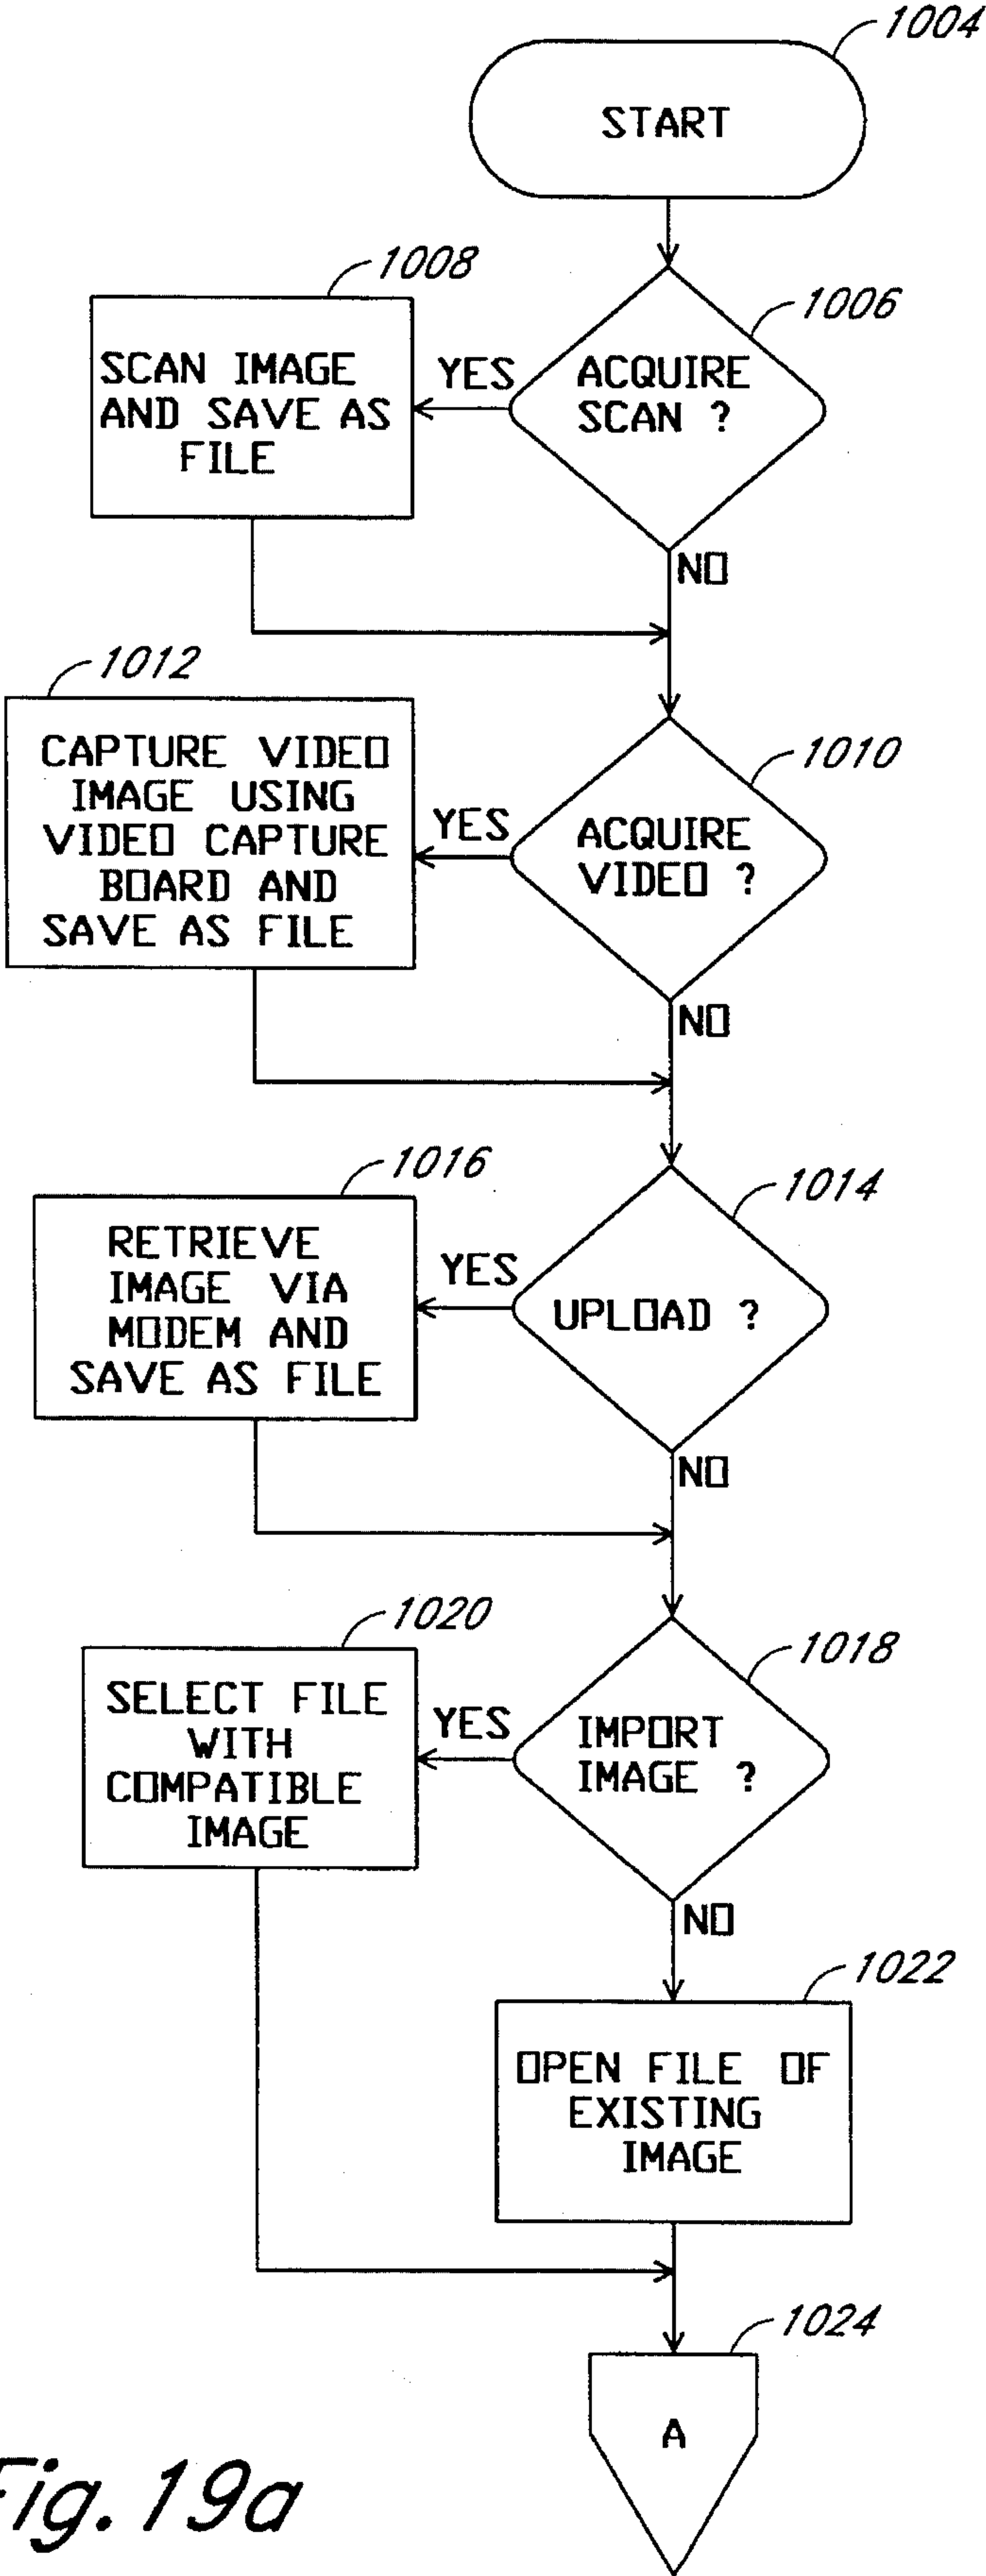 1004
START
1008
1006
SCAN IMAGE
AND SAVE AS
FILE
YES
ACQUIRE
SCAN ?
NO
1012
1010
CAPTURE VIDEO
IMAGE USING
VIDEO CAPTURE
BOARD AND
SAVE AS FILE
YES
ACQUIRE
VIDEO ?
NO
1016
1014
RETRIEVE
IMAGE VIA
MODEM AND
SAVE AS FILE
YES
UPLOAD ?
NO
1020
1018
SELECT FILE
WITH
COMPATIBLE
IMAGE
YES
IMPORT
IMAGE ?
NO
1022
OPEN FILE OF
EXISTING
IMAGE
1024
A
Fig. 19a